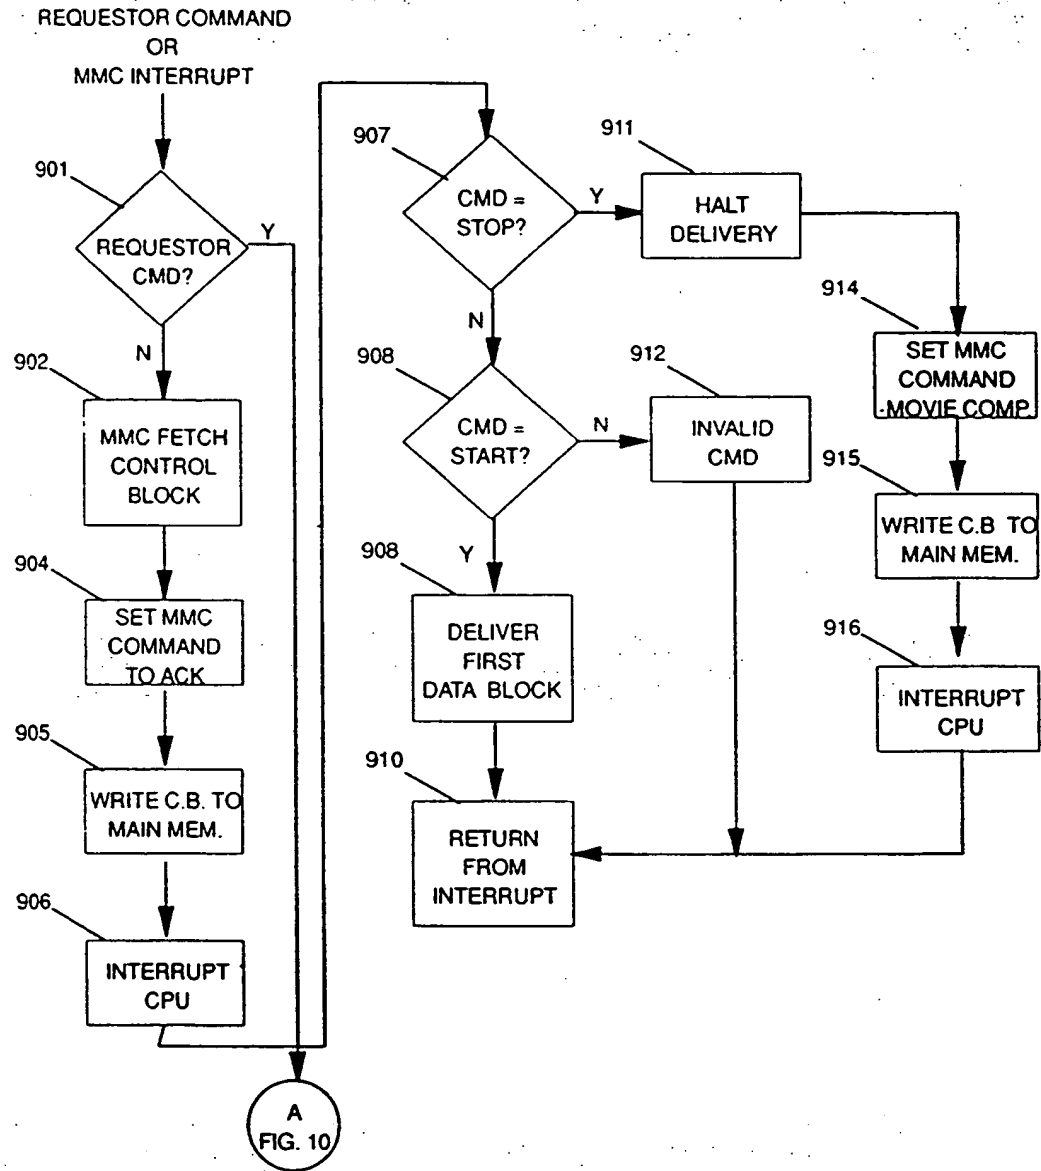 REQUESTOR COMMAND
OR
MMC INTERRUPT
901
REQUESTOR
CMD?
Y
N
902
MMC FETCH
CONTROL
BLOCK
904
SET MMC
COMMAND
TO ACK
905
WRITE C.B. TO
MAIN MEM.
906
INTERRUPT
CPU
A
FIG. 10
907
CMD =
STOP?
Y
N
911
HALT
DELIVERY
908
CMD =
START?
N
Y
912
INVALID
CMD
908
DELIVER
FIRST
DATA BLOCK
910
RETURN
FROM
INTERRUPT
914
SET MMC
COMMAND
-MOVIE COMP.
915
WRITE C.B TO
MAIN MEM.
916
INTERRUPT
CPU